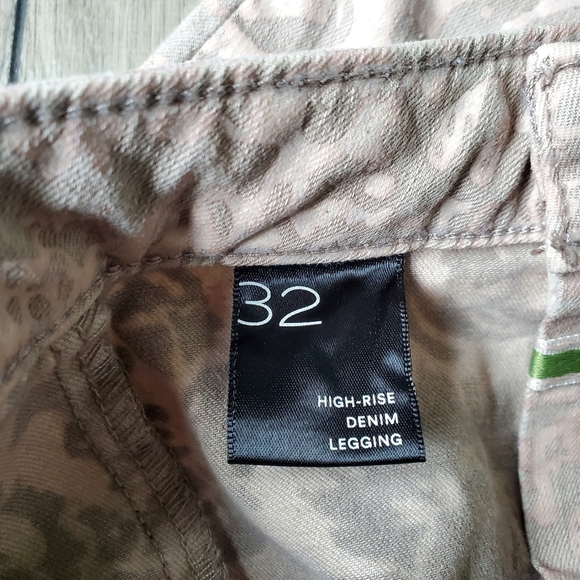 32
HIGH-RISE
DENIM
LEGGING